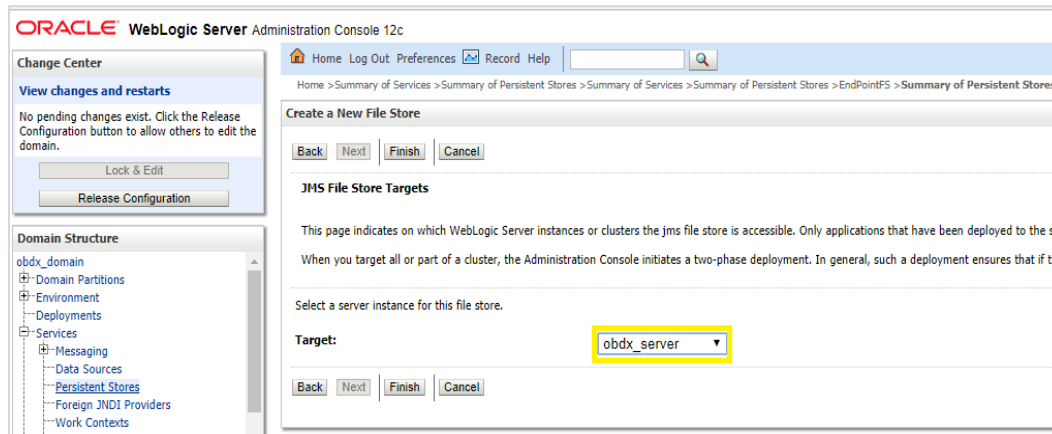 ORACLE WebLogic Server Administration Console 12c
Change Center
View changes and restarts
No pending changes exist. Click the Release
Configuration button to allow others to edit the
domain.
Lock & Edit
Release Configuration
Domain Structure
obdx_domain
Domain Partitions
Environment
Deployments
Services
Messaging
Data Sources
Persistent Stores
Foreign JNDI Providers
Work Contexts
Home Log Out Preferences Record Help
Home >Summary of Services >Summary of Persistent Stores >Summary of Services >Summary of Persistent Stores >EndPointFS >Summary of Persistent Stores
Create a New File Store
Back Next Finish Cancel
JMS File Store Targets
This page indicates on which WebLogic Server instances or clusters the jms file store is accessible. Only applications that have been deployed to the s
When you target all or part of a cluster, the Administration Console initiates a two-phase deployment. In general, such a deployment ensures that if t
Select a server instance for this file store.
Target: obdx_server
Back Next Finish Cancel